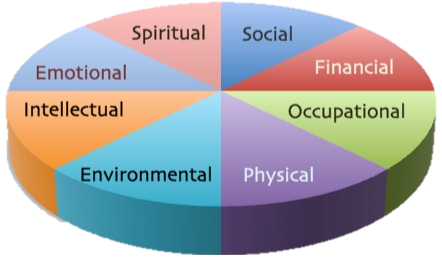 Spiritual
Social
Emotional
Financial
Intellectual
Occupational
Environmental
Physical